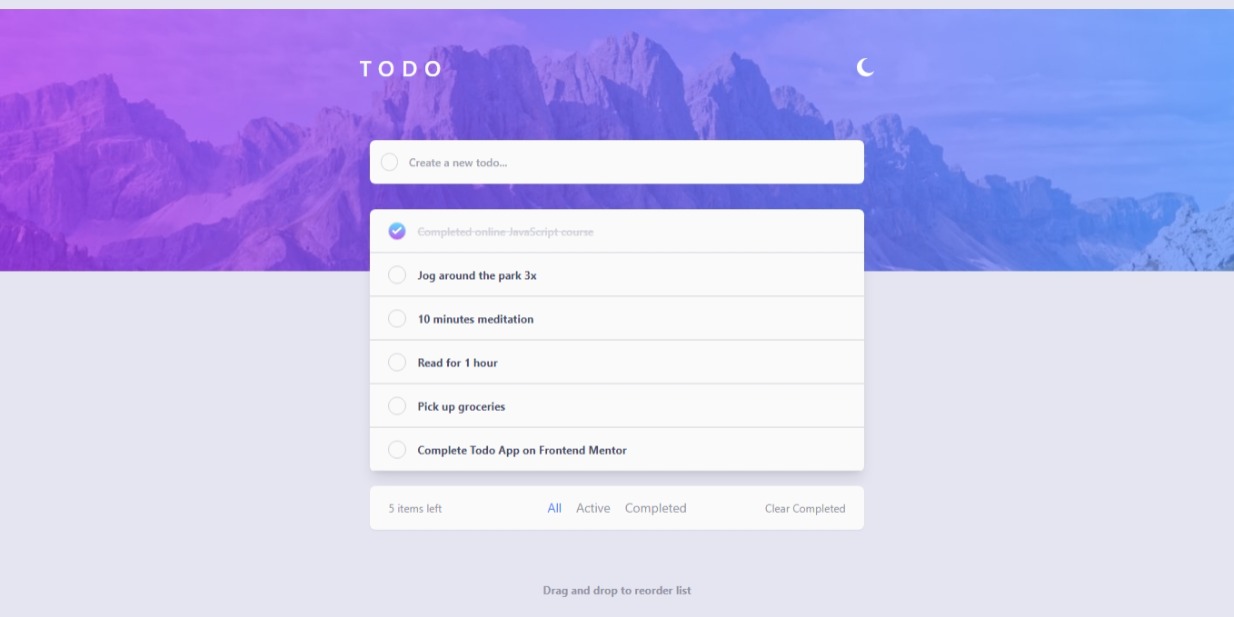 TODO
Create a new todo...
Completed online JavaScript course
Jog around the park 3x
10 minutes meditation
Read for 1 hour
Pick up groceries
Complete Todo App on Frontend Mentor
5 items left All Active Completed Clear Completed
Drag and drop to reorder list